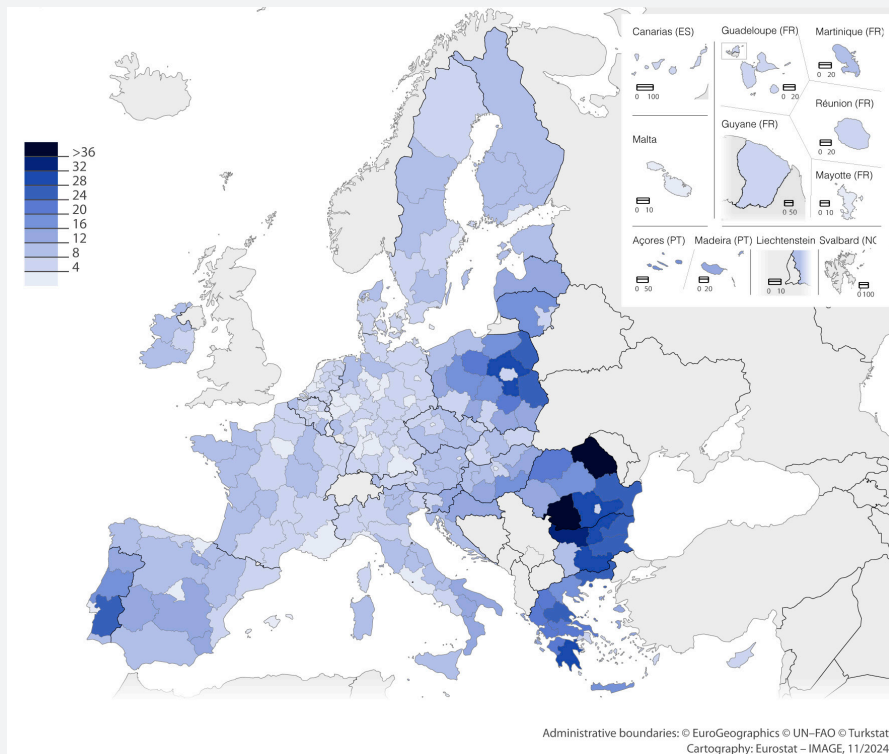 Canarias (ES)
0 100
Guadeloupe (FR)
0 20
Martinique (FR)
0 20
Réunion (FR)
0 20
Malta
0 10
Guyane (FR)
0 50
Mayotte (FR)
0 10
Açores (PT)
0 50
Madeira (PT)
0 20
Liechtenstein
0 10
Svalbard (NO
0100
>36
32
28
24
20
16
12
8
4
Administrative boundaries: © EuroGeographics © UN–FAO © Turkstat
Cartography: Eurostat – IMAGE, 11/2024